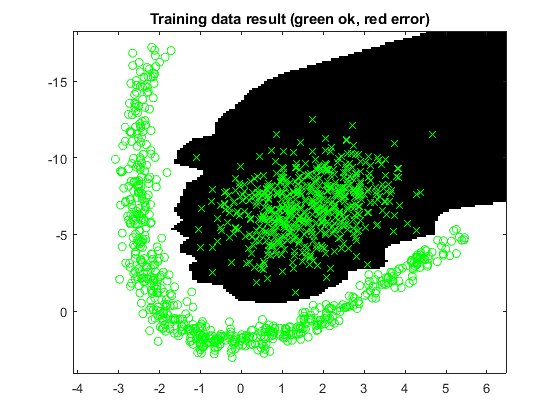 Training data result (green ok, red error)
-15
-10
-5
0
-4 -3 -2 -1 0 1 2 3 4 5 6